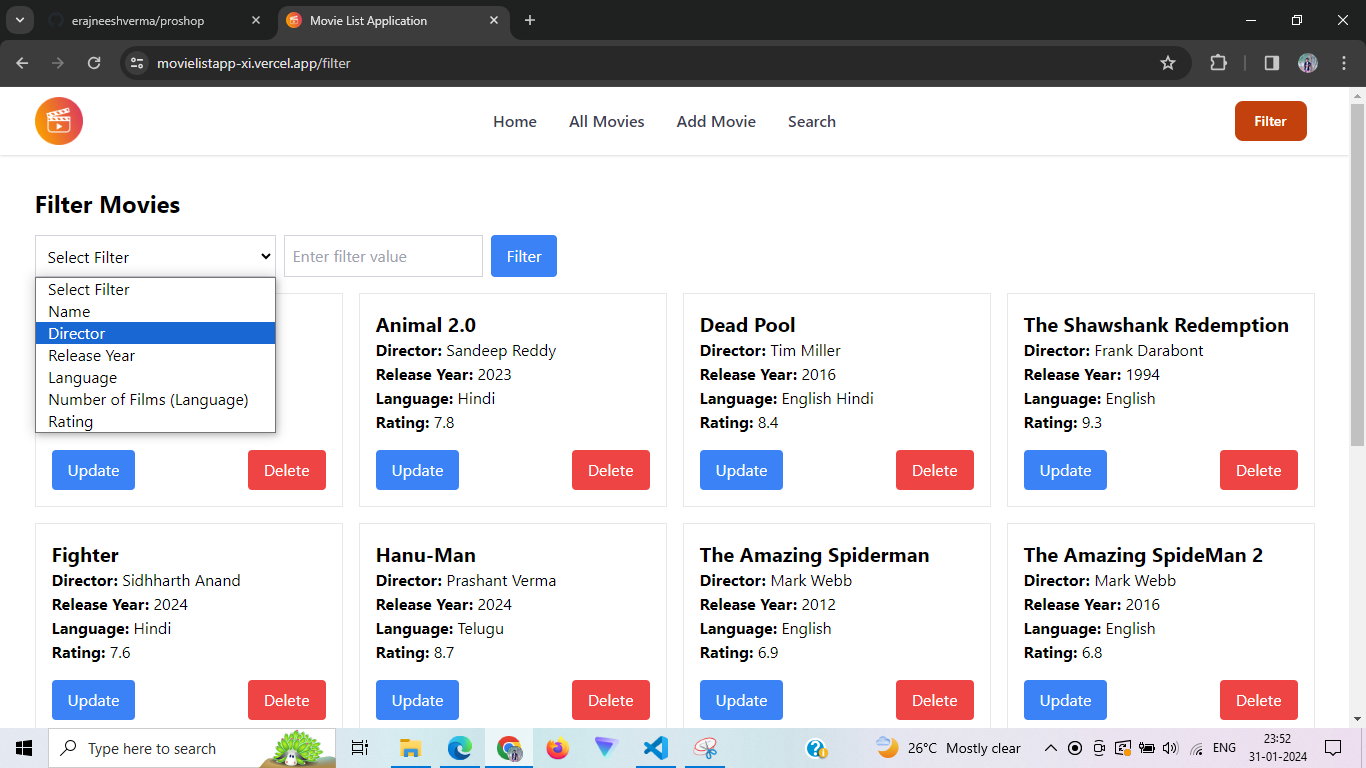 erajneeshverma/proshop
Movie List Application
movielistapp-xi.vercel.app/filter
Home All Movies Add Movie Search Filter
Filter Movies
Select Filter Enter filter value Filter
Select Filter
Name
Director
Release Year
Language
Number of Films (Language)
Rating
Update Delete
Animal 2.0
Director: Sandeep Reddy
Release Year: 2023
Language: Hindi
Rating: 7.8
Update Delete
Dead Pool
Director: Tim Miller
Release Year: 2016
Language: English Hindi
Rating: 8.4
Update Delete
The Shawshank Redemption
Director: Frank Darabont
Release Year: 1994
Language: English
Rating: 9.3
Update Delete
Fighter
Director: Sidhharth Anand
Release Year: 2024
Language: Hindi
Rating: 7.6
Update Delete
Hanu-Man
Director: Prashant Verma
Release Year: 2024
Language: Telugu
Rating: 8.7
Update Delete
The Amazing Spiderman
Director: Mark Webb
Release Year: 2012
Language: English
Rating: 6.9
Update Delete
The Amazing SpideMan 2
Director: Mark Webb
Release Year: 2016
Language: English
Rating: 6.8
Update Delete
Type here to search
26°C Mostly clear
ENG
23:52
31-01-2024